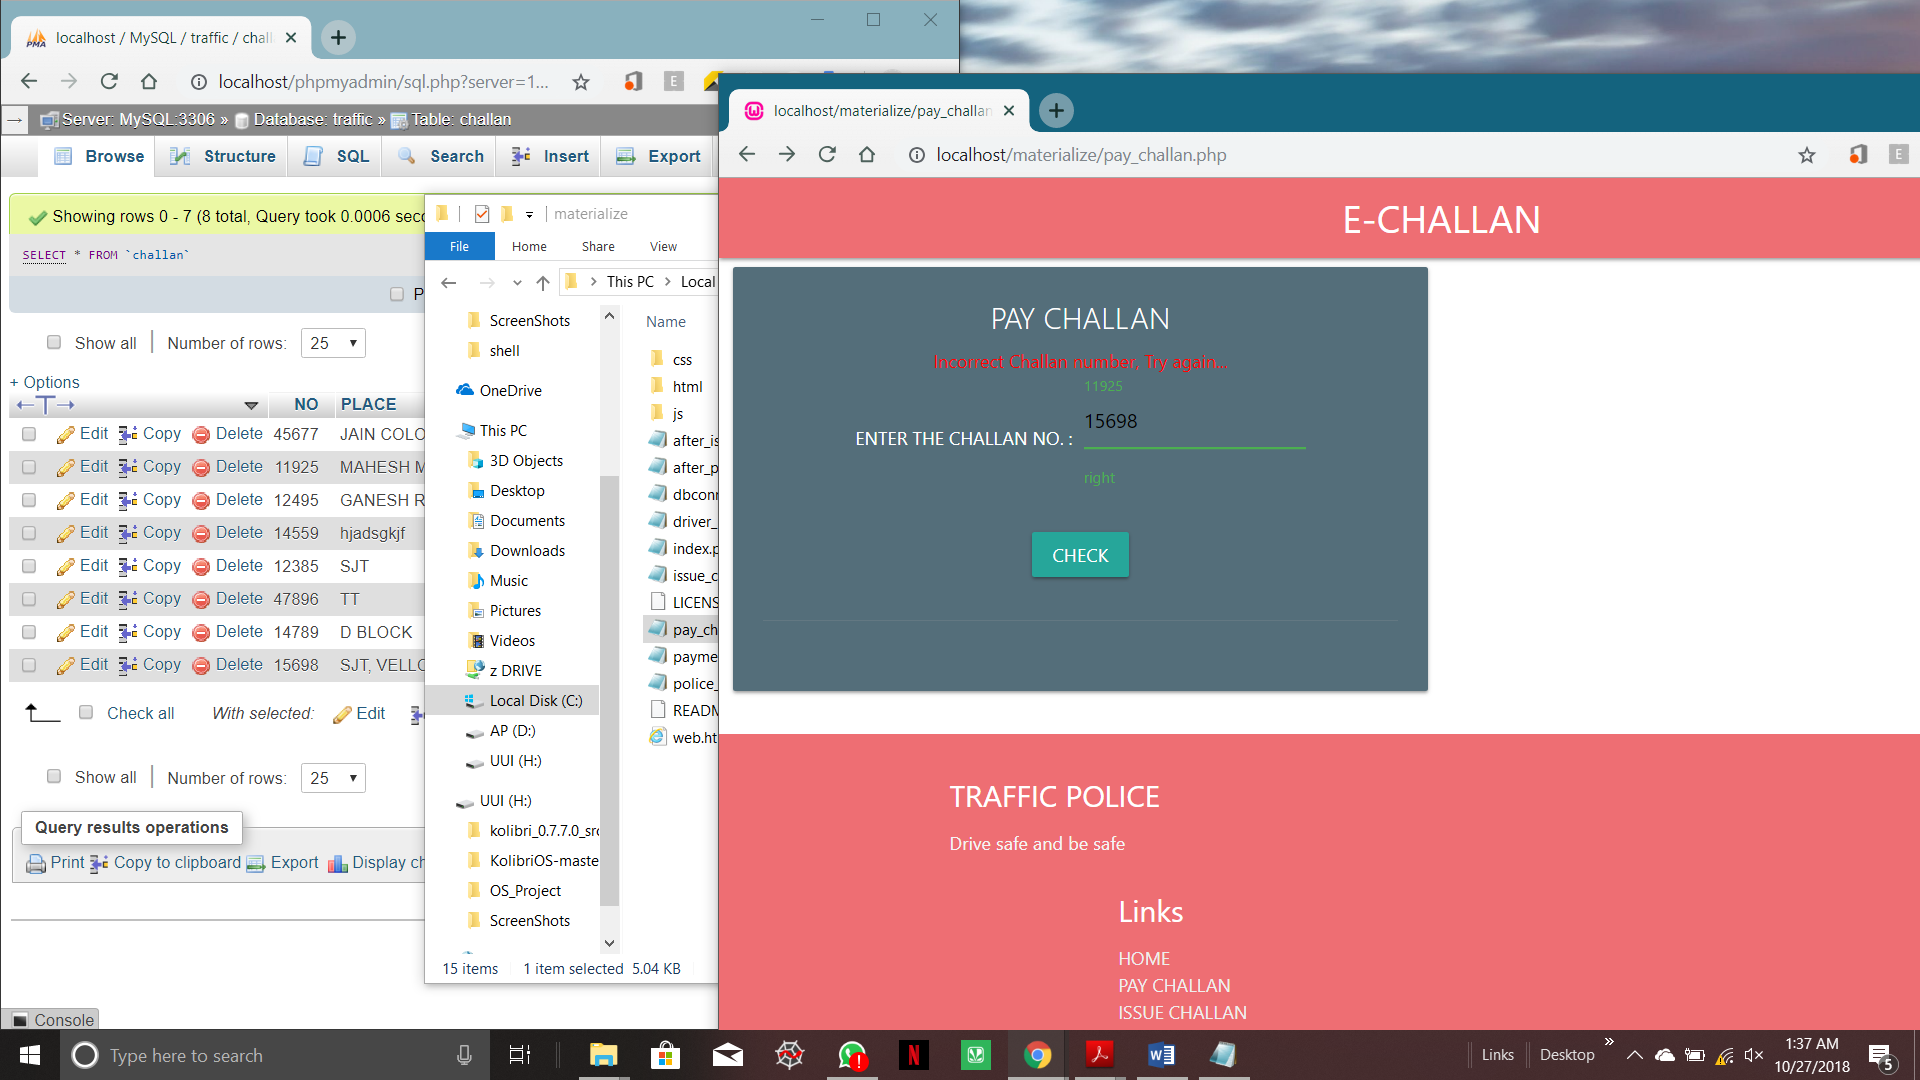 localhost / MySQL / traffic / chall
localhost/phpmyadmin/sql.php?server=1...
Server: MySQL:3306 » Database: traffic » Table: challan
Browse Structure SQL Search Insert Export
Showing rows 0 - 7 (8 total, Query took 0.0006 sec
SELECT * FROM `challan`
P
Show all Number of rows: 25
+ Options
NO PLACE
Edit Copy Delete 45677 JAIN COLO
Edit Copy Delete 11925 MAHESH M
Edit Copy Delete 12495 GANESH R
Edit Copy Delete 14559 hjadsgkjf
Edit Copy Delete 12385 SJT
Edit Copy Delete 47896 TT
Edit Copy Delete 14789 D BLOCK
Edit Copy Delete 15698 SJT, VELLO
Check all With selected: Edit
Show all Number of rows: 25
Query results operations
Print Copy to clipboard Export Display ch
Console
materialize
File Home Share View
This PC Local
ScreenShots
shell
OneDrive
This PC
3D Objects
Desktop
Documents
Downloads
Music
Pictures
Videos
z DRIVE
Local Disk (C:)
AP (D:)
UUI (H:)
UUI (H:)
kolibri_0.7.7.0_src
KolibriOS-maste
OS_Project
ScreenShots
Name
css
html
js
after_is
after_p
dbconn
driver_
index.p
issue_c
LICENS
pay_ch
payme
police_
READM
web.ht
15 items 1 item selected 5.04 KB
localhost/materialize/pay_challan
localhost/materialize/pay_challan.php
E
E
E-CHALLAN
PAY CHALLAN
Incorrect Challan number, Try again...
11925
15698
ENTER THE CHALLAN NO. :
right
CHECK
TRAFFIC POLICE
Drive safe and be safe
Links
HOME
PAY CHALLAN
ISSUE CHALLAN
Type here to search
Links Desktop
1:37 AM
10/27/2018
5